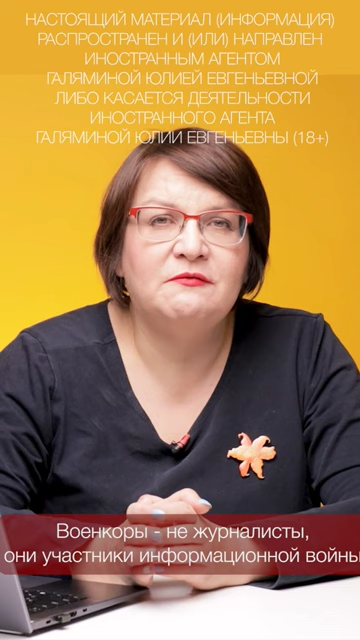 НАСТОЯЩИЙ МАТЕРИАЛ (ИНФОРМАЦИЯ)
РАСПРОСТРАНЕН И (ИЛИ) НАПРАВЛЕН
ИНОСТРАННЫМ АГЕНТОМ
ГАЛЯМИНОЙ ЮЛИЕЙ ЕВГЕНЬЕВНОЙ
ЛИБО КАСАЕТСЯ ДЕЯТЕЛЬНОСТИ
ИНОСТРАННОГО АГЕНТА
ГАЛЯМИНОЙ ЮЛИИ ЕВГЕНЬЕВНЫ (18+)
Военкоры - не журналисты,
они участники информационной войны